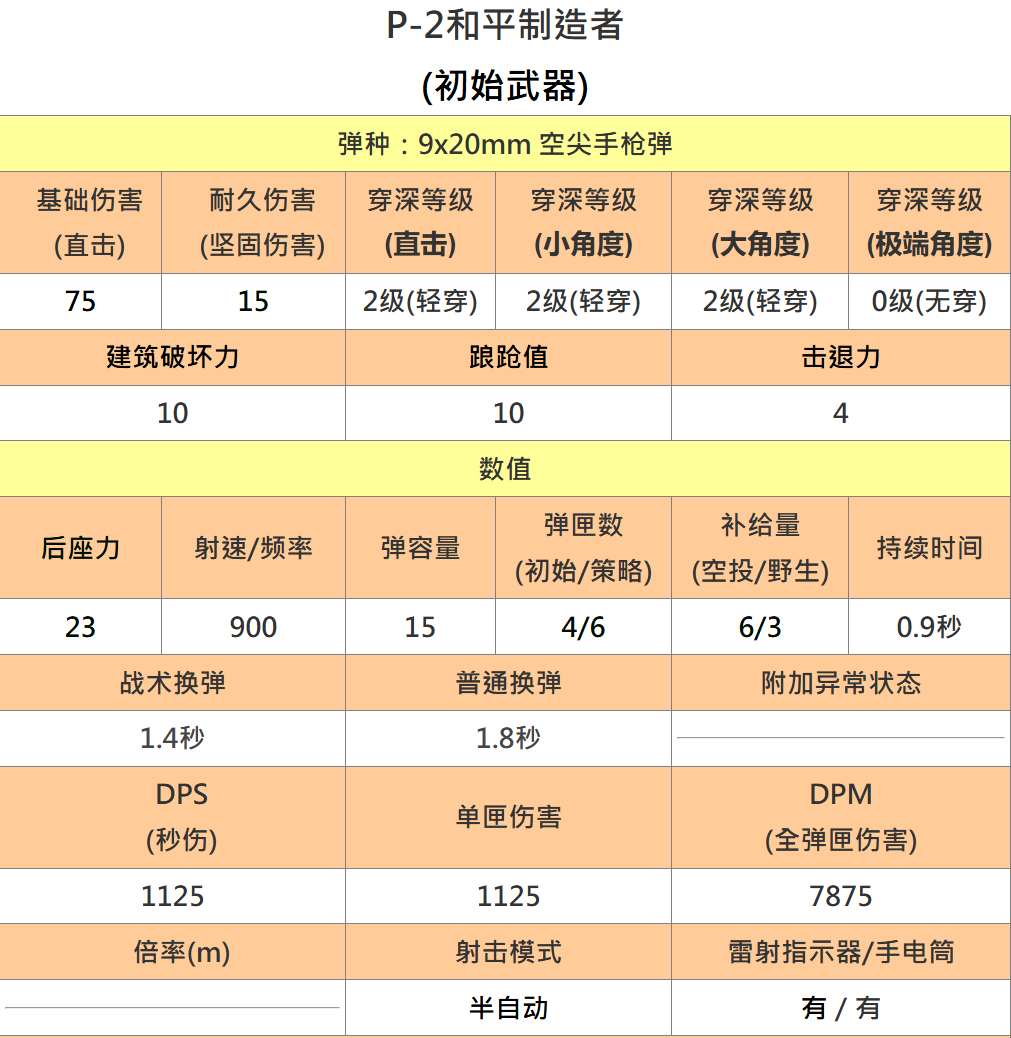 P-2和平制造者
(初始武器)
弹种：9x20mm 空尖手枪弹
基础伤害 耐久伤害 穿深等级 穿深等级 穿深等级 穿深等级
(直击) (坚固伤害) (直击) (小角度) (大角度) (极端角度)
75 15 2级(轻穿) 2级(轻穿) 2级(轻穿) 0级(无穿)
建筑破坏力 踉跄值 击退力
10 10 4
数值
后座力 射速/频率 弹容量 弹匣数 补给量 持续时间
(初始/策略) (空投/野生)
23 900 15 4/6 6/3 0.9秒
战术换弹 普通换弹 附加异常状态
1.4秒 1.8秒
DPS 单匣伤害 DPM
(秒伤) (全弹匣伤害)
1125 1125 7875
倍率(m) 射击模式 雷射指示器/手电筒
半自动 有 / 有